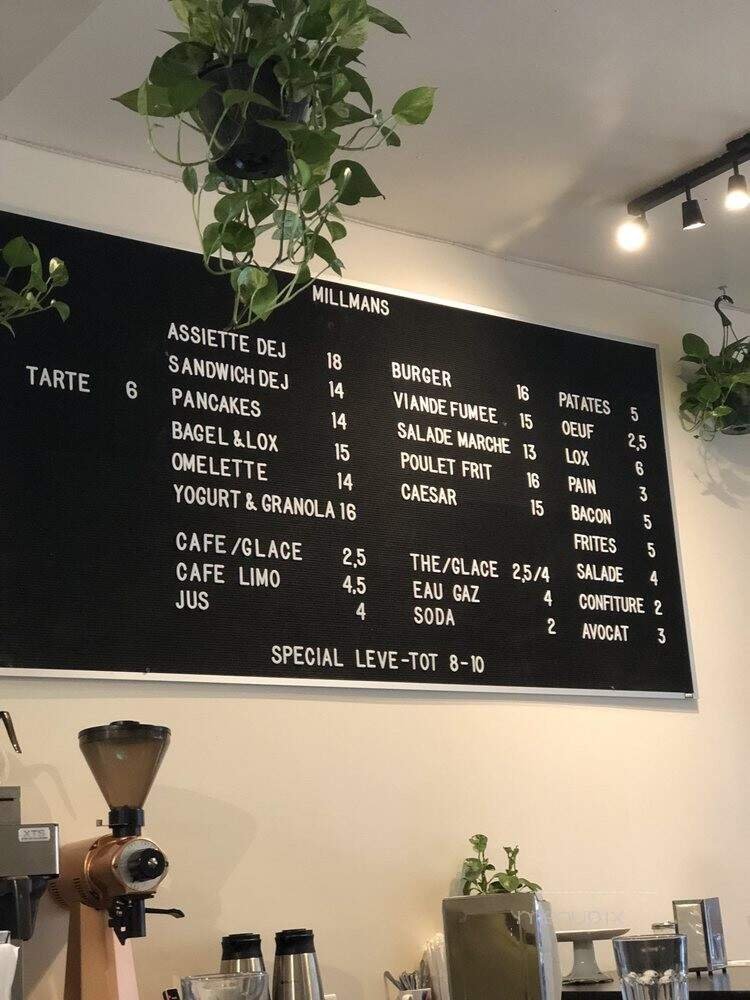 MILLMANS
TARTE 6
ASSIETTE DEJ 18
SANDWICH DEJ 14
PANCAKES 14
BAGEL & LOX 15
OMELETTE 14
YOGURT & GRANOLA 16
CAFE/GLACE 2,5
CAFE LIMO 4,5
JUS 4
BURGER 16
VIANDE FUMEE 15
SALADE MARCHE 13
POULET FRIT 16
CAESAR 15
THE/GLACE 2,5/4
EAU GAZ 4
SODA 2
PATATES 5
OEUF 2,5
LOX 6
PAIN 3
BACON 5
FRITES 5
SALADE 4
CONFITURE 2
AVOCAT 3
SPECIAL LEVE-TOT 8-10
XTS
menupix